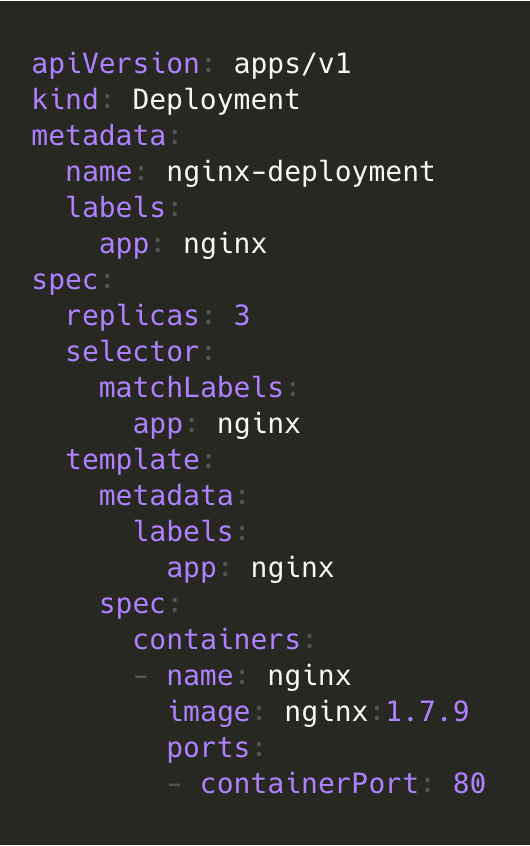 apiVersion: apps/v1
kind: Deployment
metadata:
  name: nginx-deployment
  labels:
    app: nginx
spec:
  replicas: 3
  selector:
    matchLabels:
      app: nginx
  template:
    metadata:
      labels:
        app: nginx
    spec:
      containers:
      - name: nginx
        image: nginx:1.7.9
        ports:
        - containerPort: 80